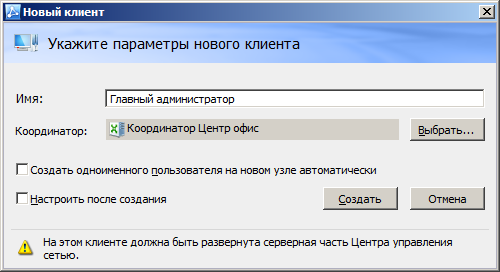 Новый клиент
Укажите параметры нового клиента
Имя:
Главный администратор
Координатор:
Координатор Центр офис
Выбрать...
Создать одноименного пользователя на новом узле автоматически
Настроить после создания
Создать
Отмена
На этом клиенте должна быть развернута серверная часть Центра управления
сетью.